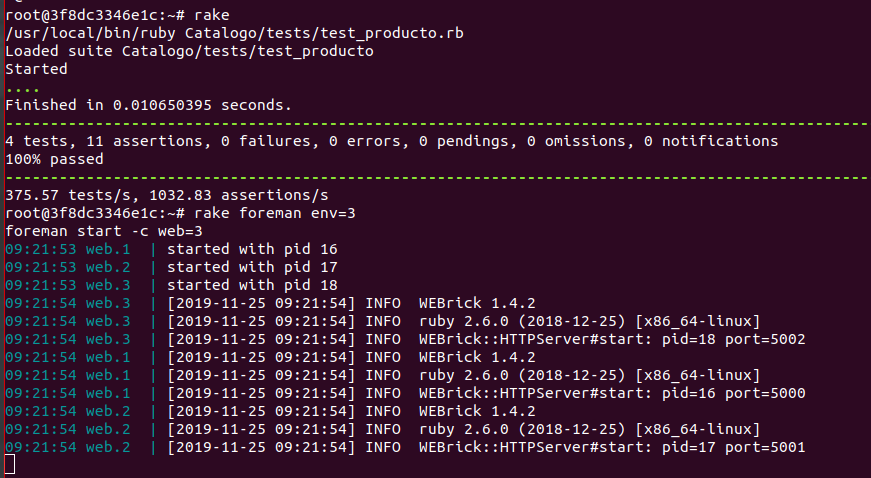 root@3f8dc3346e1c:~# rake
/usr/local/bin/ruby Catalogo/tests/test_producto.rb
Loaded suite Catalogo/tests/test_producto
Started
....
Finished in 0.010650395 seconds.
------------------------------------------------------------------------------------------------
4 tests, 11 assertions, 0 failures, 0 errors, 0 pendings, 0 omissions, 0 notifications
100% passed
------------------------------------------------------------------------------------------------
375.57 tests/s, 1032.83 assertions/s
root@3f8dc3346e1c:~# rake foreman env=3
foreman start -c web=3
09:21:53 web.1  | started with pid 16
09:21:53 web.2  | started with pid 17
09:21:53 web.3  | started with pid 18
09:21:54 web.3  | [2019-11-25 09:21:54] INFO  WEBrick 1.4.2
09:21:54 web.3  | [2019-11-25 09:21:54] INFO  ruby 2.6.0 (2018-12-25) [x86_64-linux]
09:21:54 web.3  | [2019-11-25 09:21:54] INFO  WEBrick::HTTPServer#start: pid=18 port=5002
09:21:54 web.1  | [2019-11-25 09:21:54] INFO  WEBrick 1.4.2
09:21:54 web.1  | [2019-11-25 09:21:54] INFO  ruby 2.6.0 (2018-12-25) [x86_64-linux]
09:21:54 web.1  | [2019-11-25 09:21:54] INFO  WEBrick::HTTPServer#start: pid=16 port=5000
09:21:54 web.2  | [2019-11-25 09:21:54] INFO  WEBrick 1.4.2
09:21:54 web.2  | [2019-11-25 09:21:54] INFO  ruby 2.6.0 (2018-12-25) [x86_64-linux]
09:21:54 web.2  | [2019-11-25 09:21:54] INFO  WEBrick::HTTPServer#start: pid=17 port=5001